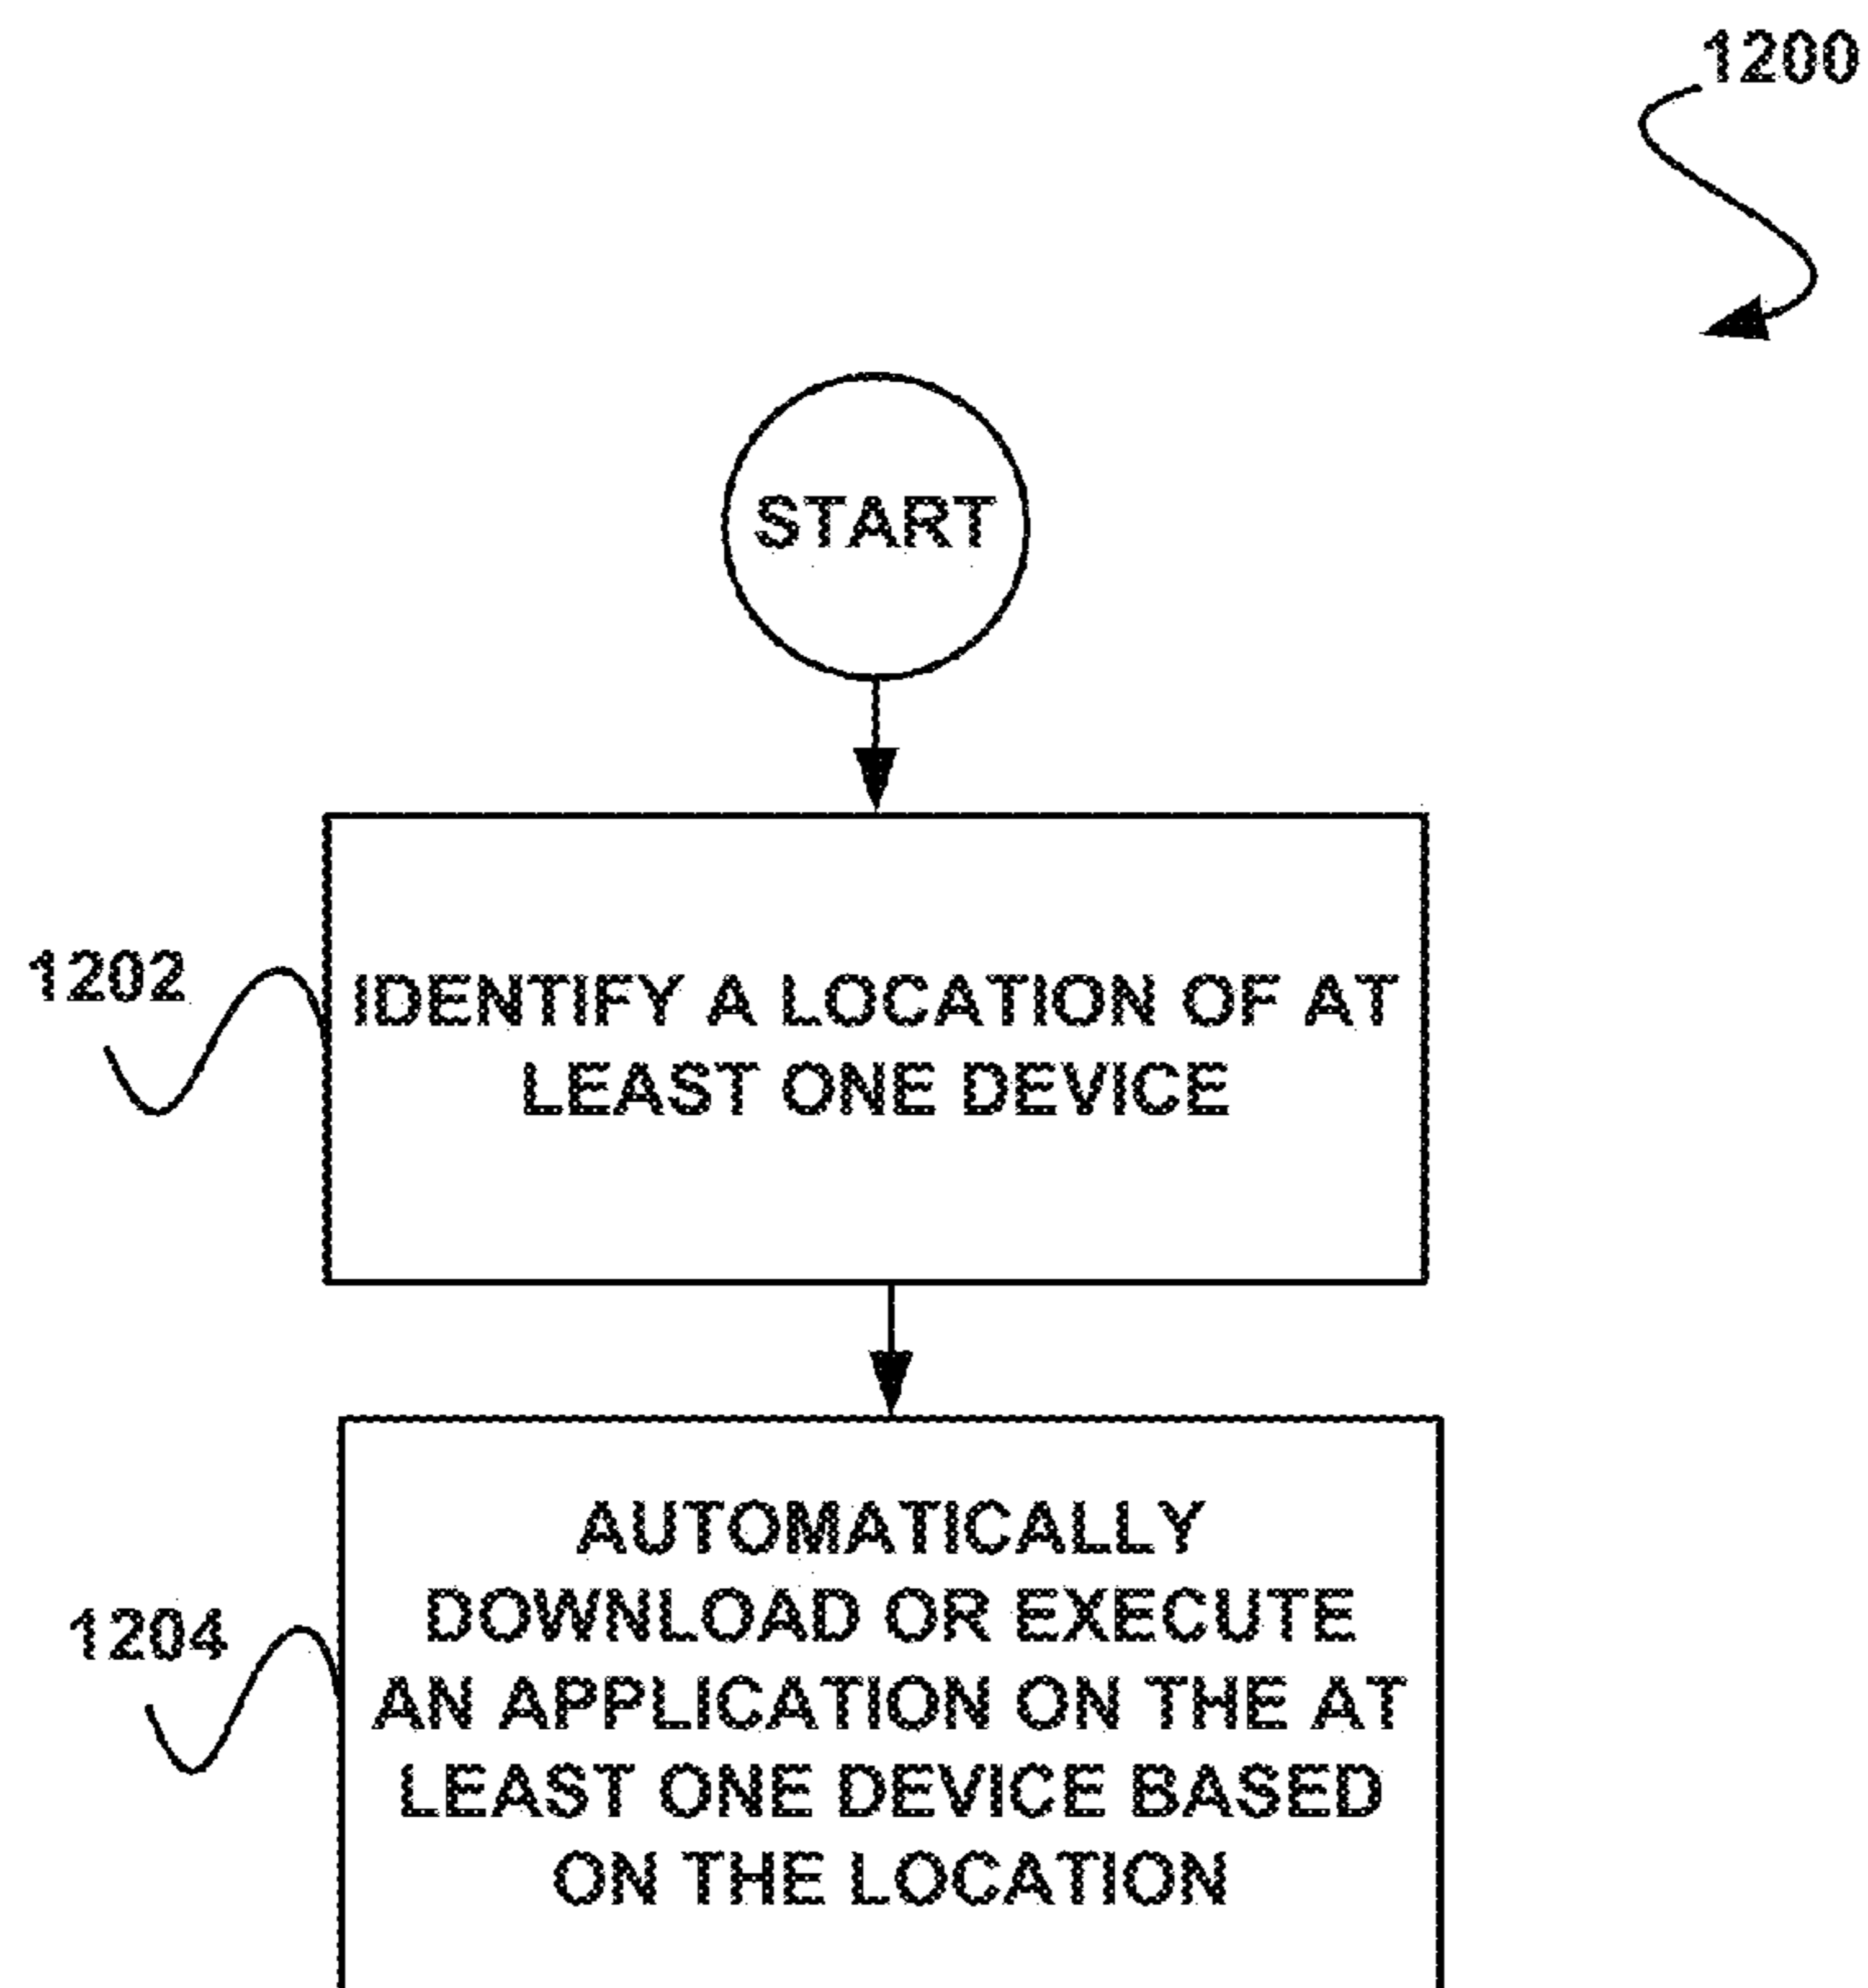 1200
START
1202
IDENTIFY A LOCATION OF AT
LEAST ONE DEVICE
AUTOMATICALLY
DOWNLOAD OR EXECUTE
1204
AN APPLICATION ON THE AT
LEAST ONE DEVICE BASED
ON THE LOCATION